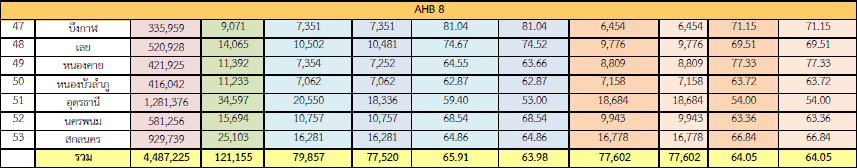 AHB 8
47 บึงกาฬ 335,959 9,071 7,351 7,351 81.04 81.04 6,454 6,454 71.15 71.15
48 เลย 520,928 14,065 10,502 10,481 74.67 74.52 9,776 9,776 69.51 69.51
49 หนองคาย 421,925 11,392 7,354 7,252 64.55 63.66 8,809 8,809 77.33 77.33
50 หนองบัวลำภู 416,042 11,233 7,062 7,062 62.87 62.87 7,158 7,158 63.72 63.72
51 อุดรธานี 1,281,376 34,597 20,550 18,336 59.40 53.00 18,684 18,684 54.00 54.00
52 นครพนม 581,256 15,694 10,757 10,757 68.54 68.54 9,943 9,943 63.36 63.36
53 สกลนคร 929,739 25,103 16,281 16,281 64.86 64.86 16,778 16,778 66.84 66.84
รวม 4,487,225 121,155 79,857 77,520 65.91 63.98 77,602 77,602 64.05 64.05